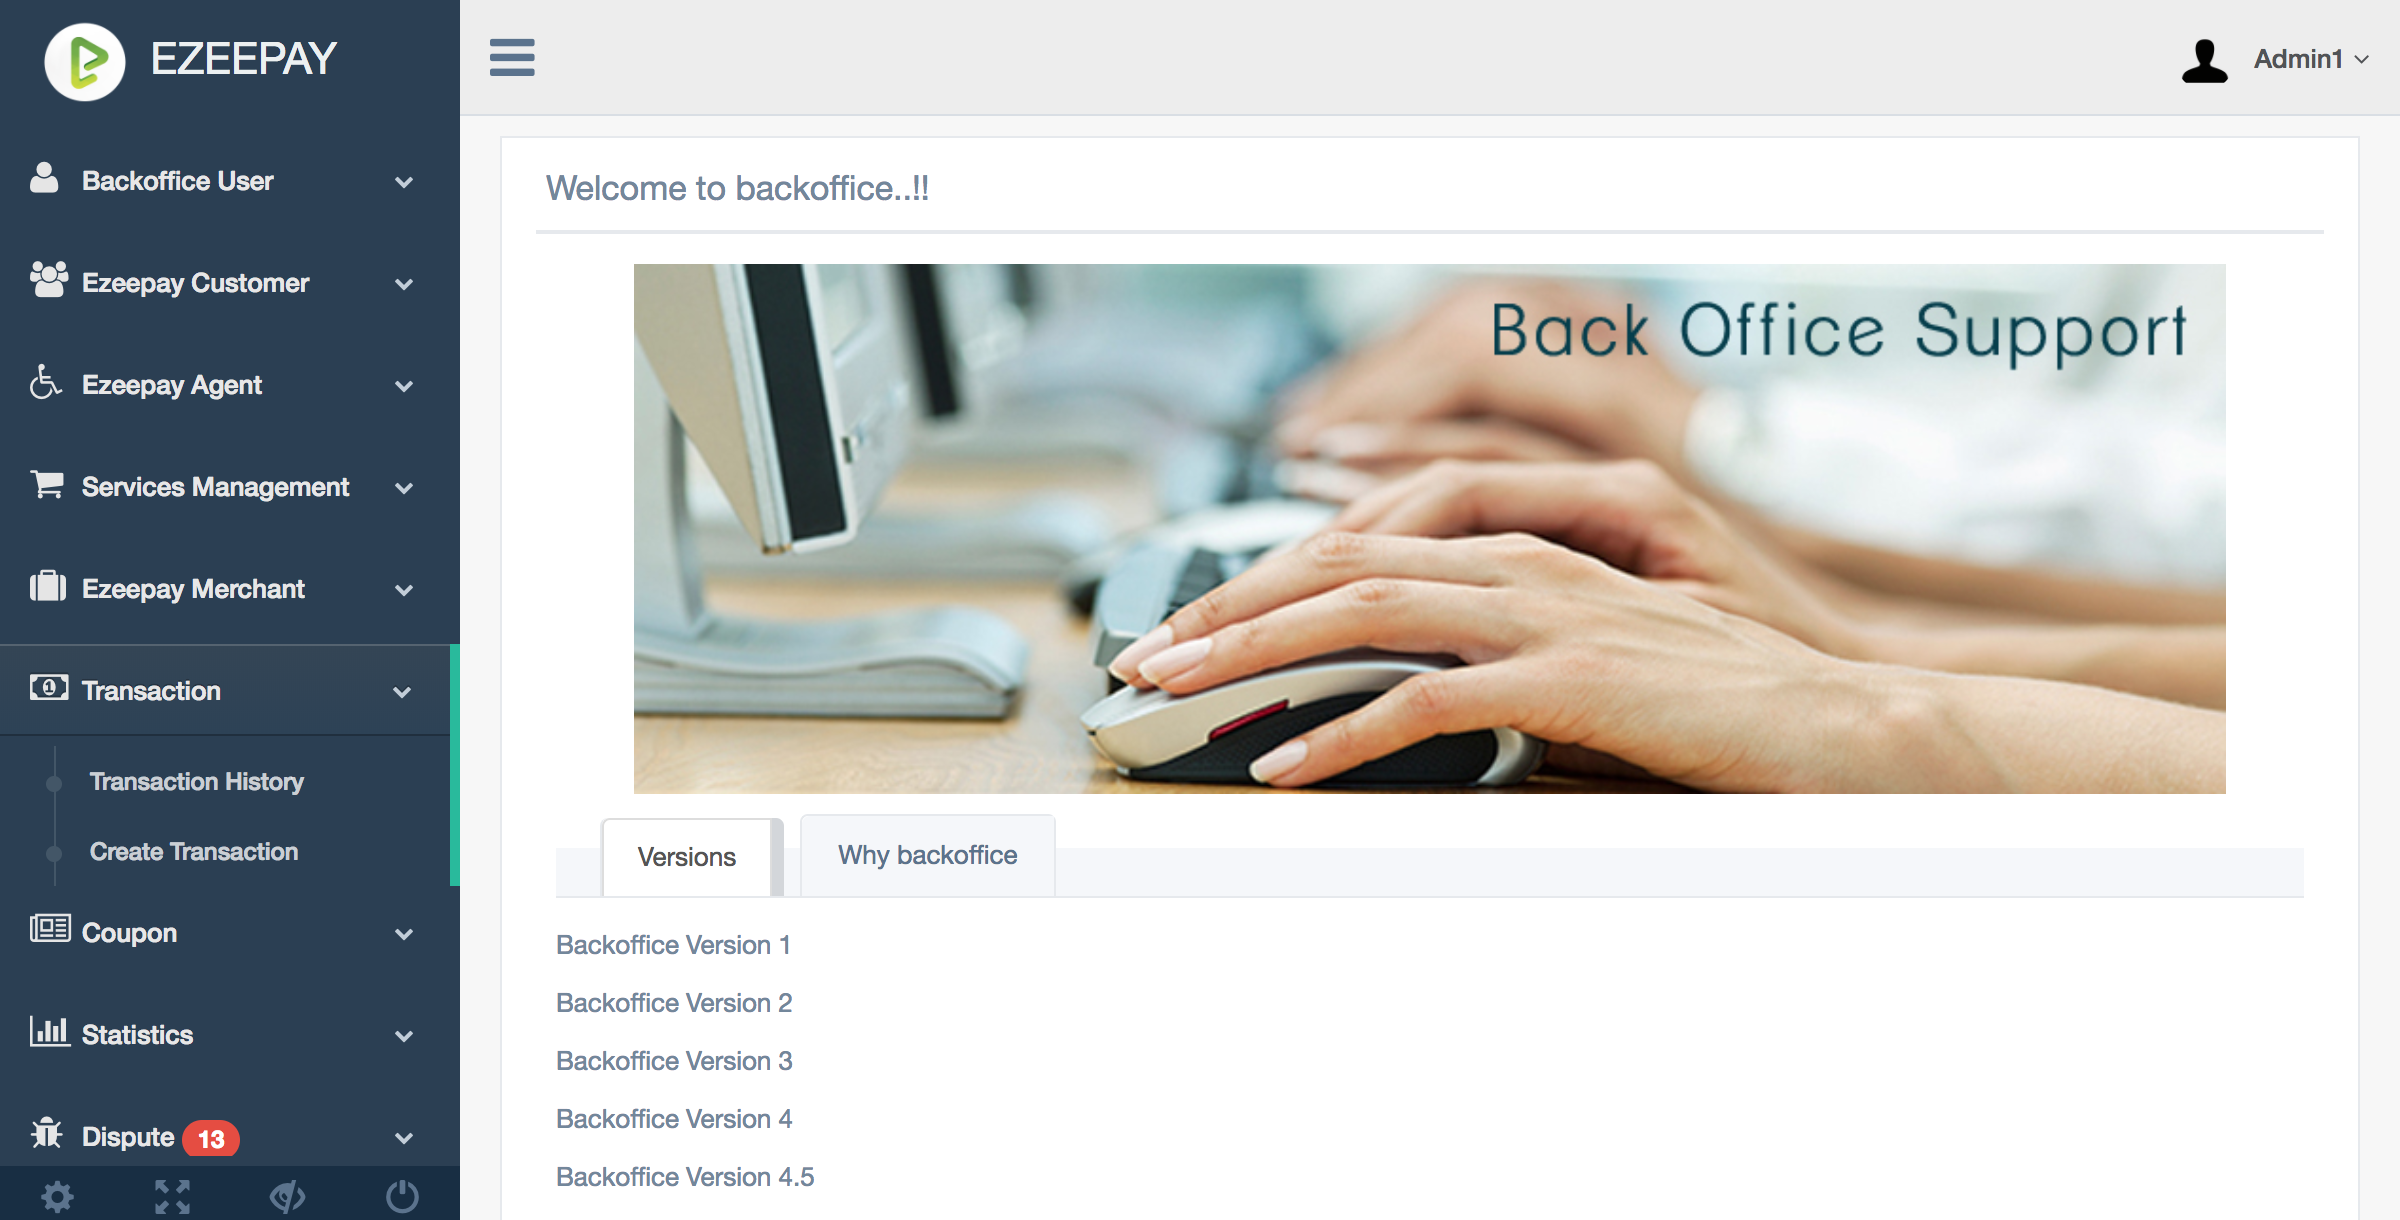 EZEEPAY
Admin1
Backoffice User
Ezeepay Customer
Ezeepay Agent
Services Management
Ezeepay Merchant
Transaction
Transaction History
Create Transaction
Coupon
Statistics
Dispute 13
Welcome to backoffice..!!
Back Office Support
Versions
Why backoffice
Backoffice Version 1
Backoffice Version 2
Backoffice Version 3
Backoffice Version 4
Backoffice Version 4.5